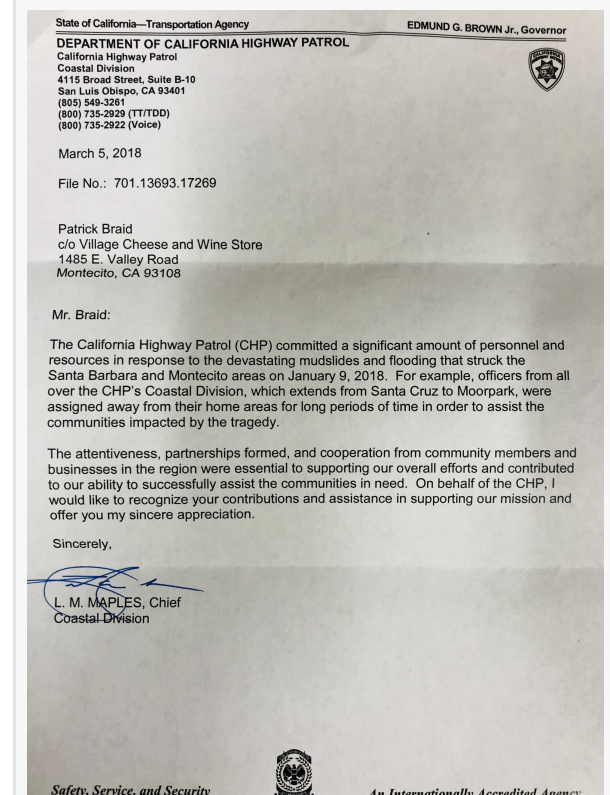 State of California—Transportation Agency
EDMUND G. BROWN Jr., Governor
DEPARTMENT OF CALIFORNIA HIGHWAY PATROL
California Highway Patrol
Coastal Division
4115 Broad Street, Suite B-10
San Luis Obispo, CA 93401
(805) 549-3261
(800) 735-2929 (TT/TDD)
(800) 735-2922 (Voice)
March 5, 2018
File No.: 701.13693.17269
Patrick Braid
c/o Village Cheese and Wine Store
1485 E. Valley Road
Montecito, CA 93108
Mr. Braid:
The California Highway Patrol (CHP) committed a significant amount of personnel and
resources in response to the devastating mudslides and flooding that struck the
Santa Barbara and Montecito areas on January 9, 2018. For example, officers from all
over the CHP's Coastal Division, which extends from Santa Cruz to Moorpark, were
assigned away from their home areas for long periods of time in order to assist the
communities impacted by the tragedy.
The attentiveness, partnerships formed, and cooperation from community members and
businesses in the region were essential to supporting our overall efforts and contributed
to our ability to successfully assist the communities in need. On behalf of the CHP, I
would like to recognize your contributions and assistance in supporting our mission and
offer you my sincere appreciation.
Sincerely,
L. M. MAPLES, Chief
Coastal Division
Safety, Service, and Security
An Internationally Accredited Agency